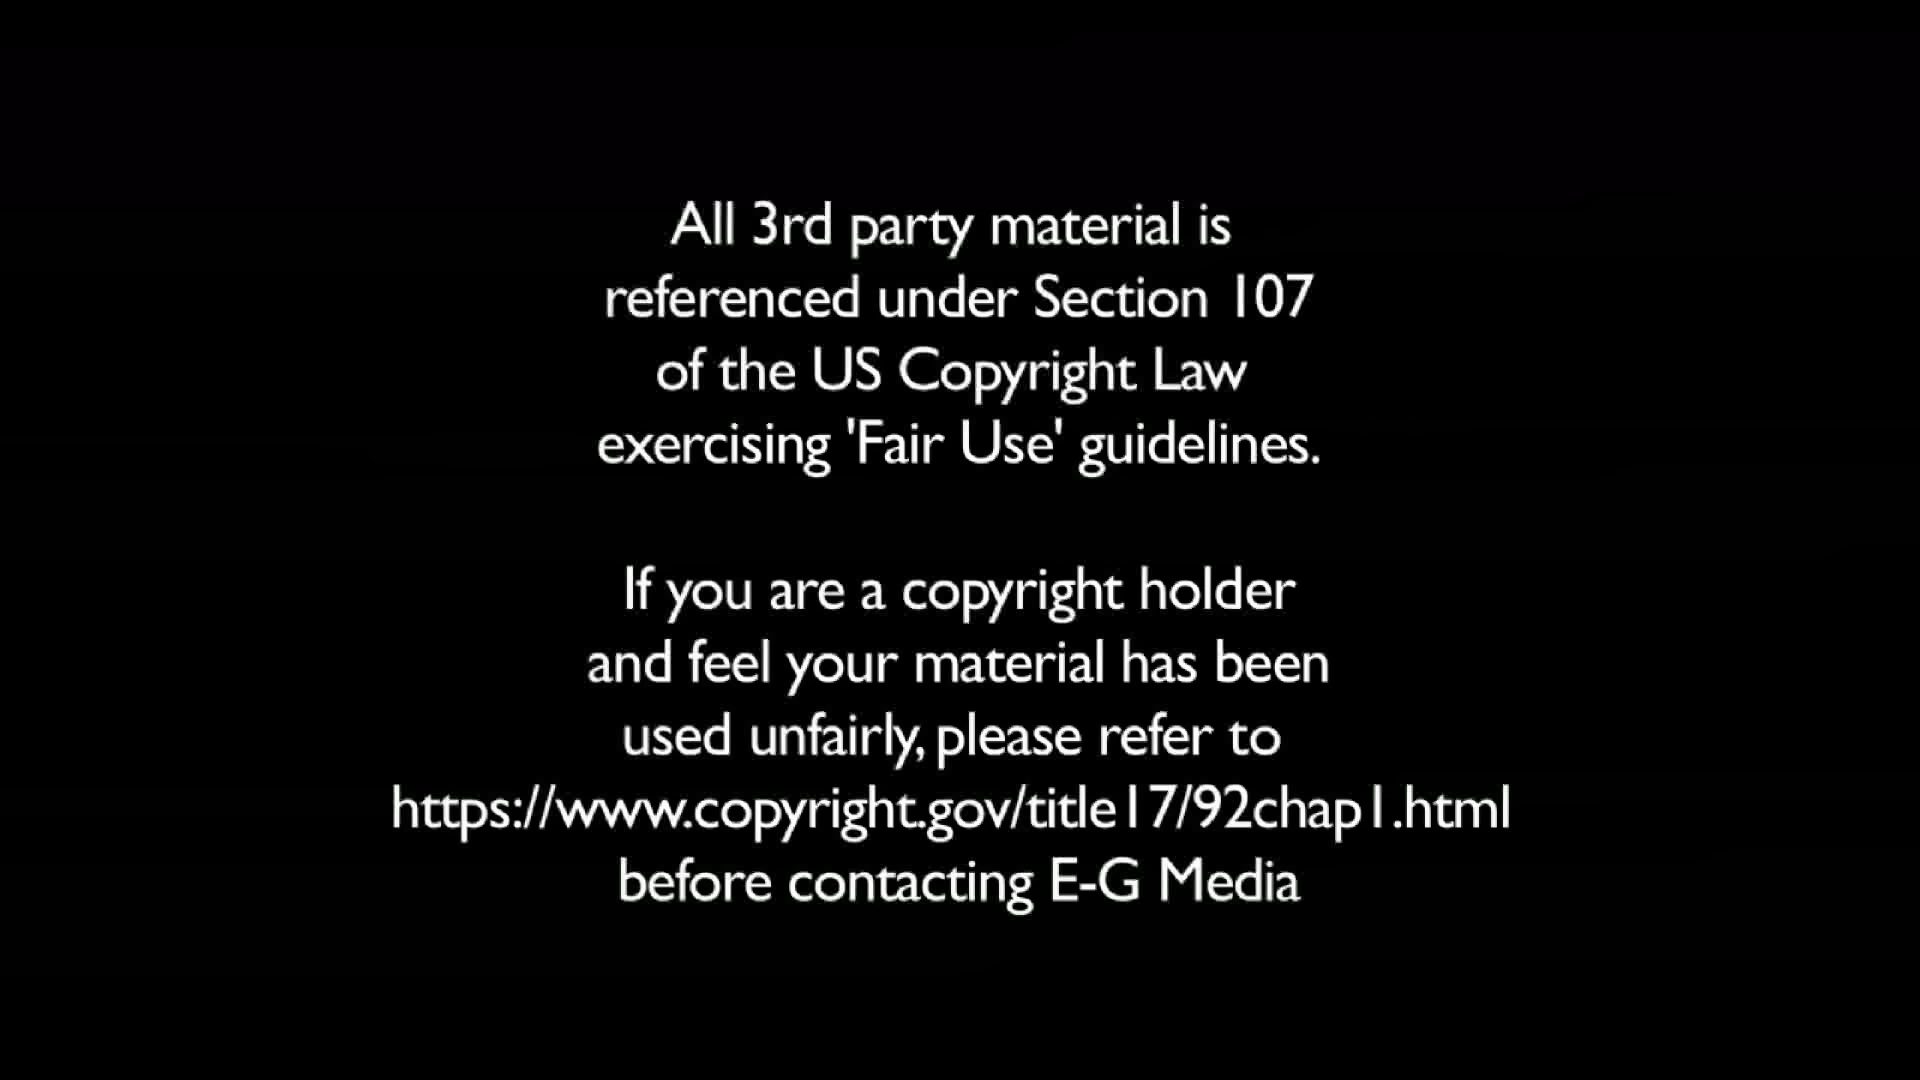 All 3rd party material is
referenced under Section 107
of the US Copyright Law
exercising 'Fair Use' guidelines.
If you are a copyright holder
and feel your material has been
used unfairly, please refer to
https://www.copyright.gov/title17/92chap1.html
before contacting E-G Media